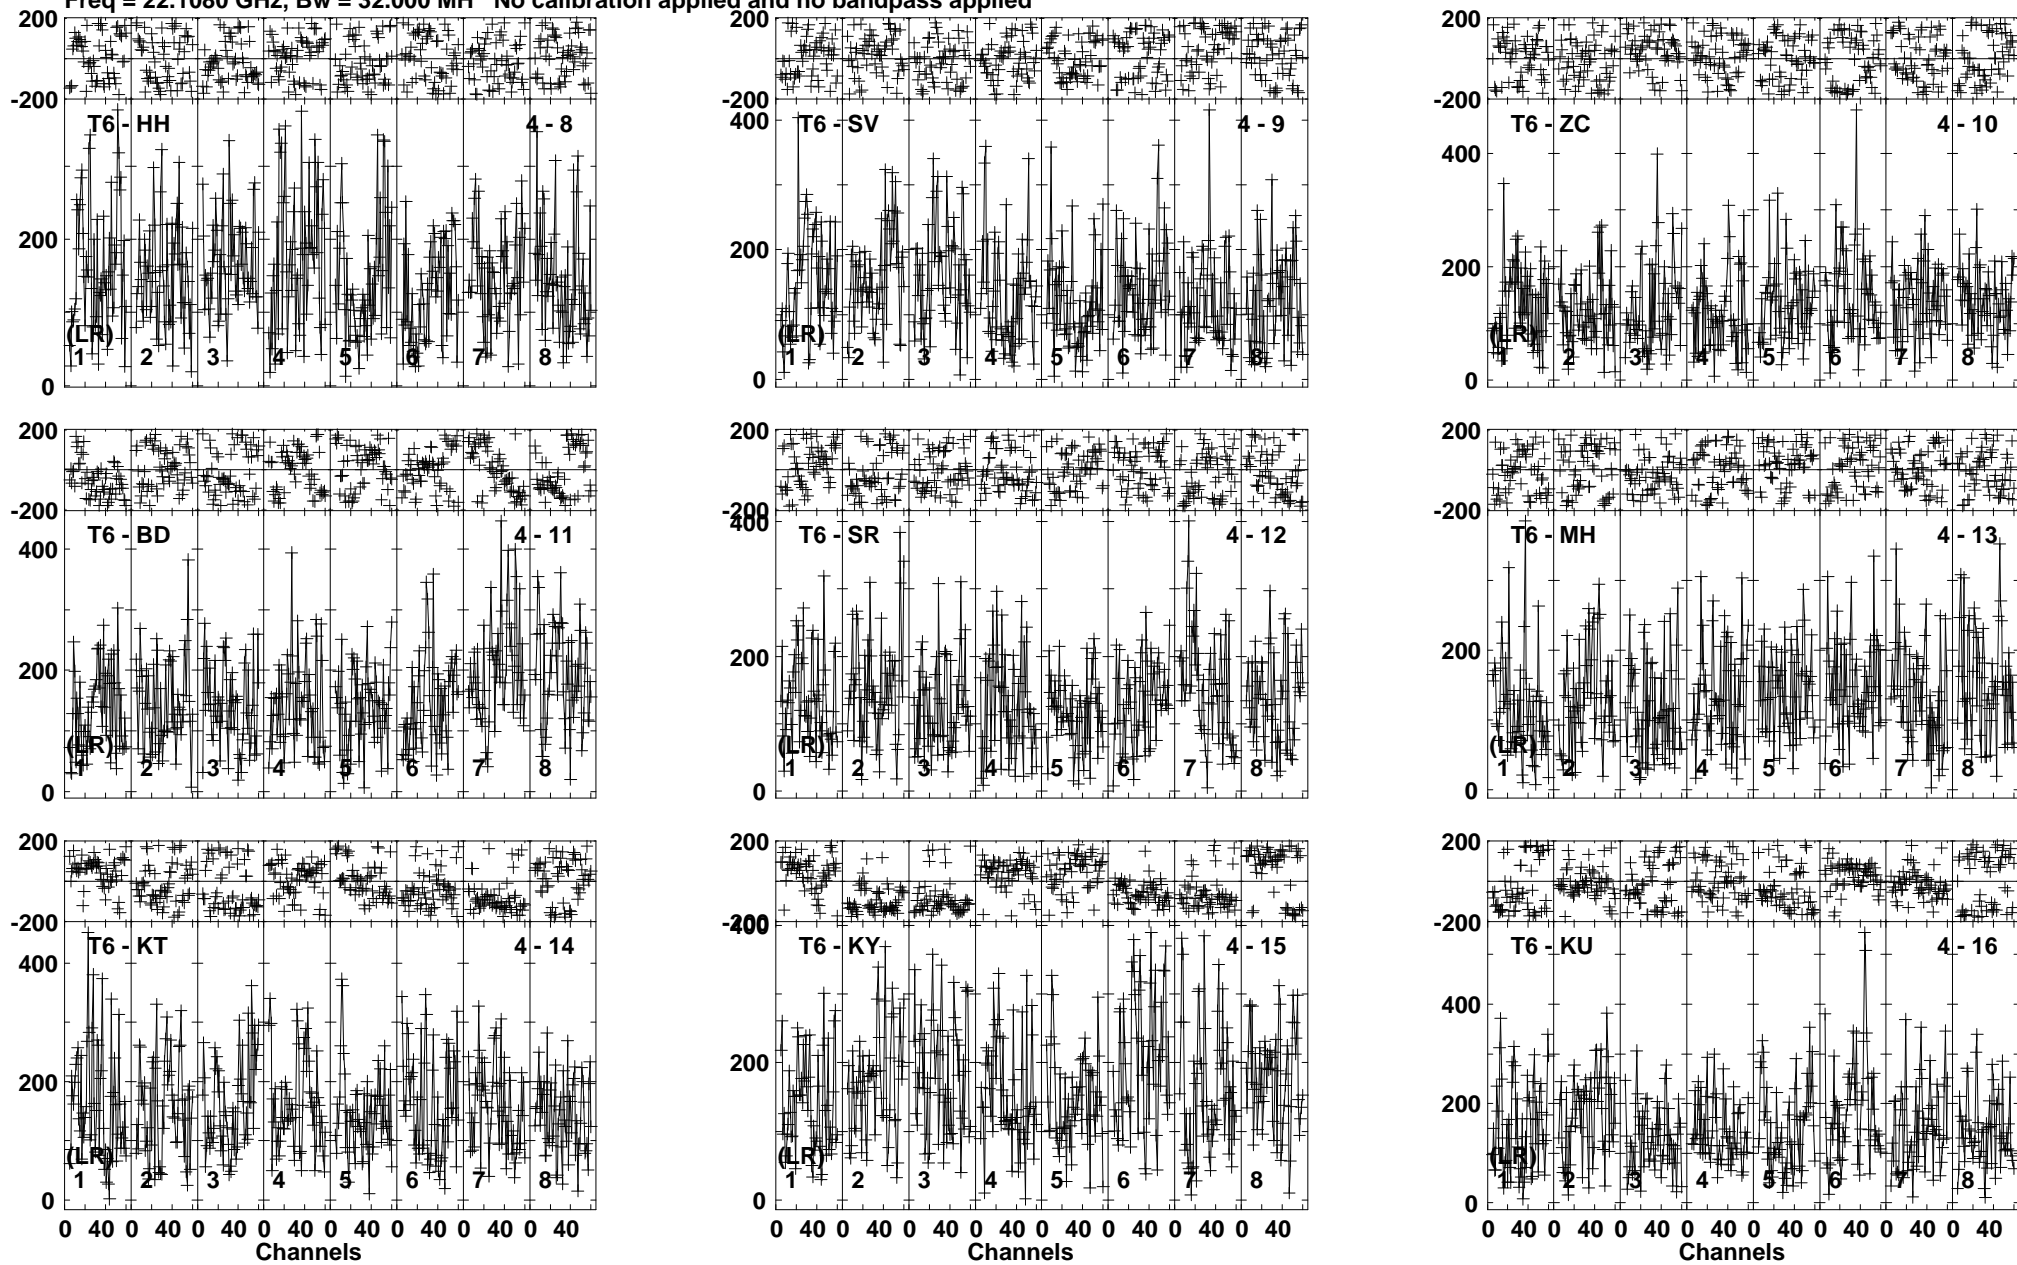 Freq = 22.1080 GHz, Bw = 32.000 MH No calibration applied and no bandpass applied
200 200 200
-200 -200 -200
T6 - HH 4 - 8 T6 - SV 4 - 9 T6 - ZC 4 - 10
400 400
200 200 200
(LR) (LR) (LR)
1 2 3 4 5 6 7 8 1 2 3 4 5 6 7 8 1 2 3 4 5 6 7 8
0 0 0
200 200 200
-200 -200 -200
T6 - BD 4 - 11 T6 - SR 4 - 12 T6 - MH 4 - 13
400 400
200 200 200
(LR) (LR) (LR)
1 2 3 4 5 6 7 8 1 2 3 4 5 6 7 8 1 2 3 4 5 6 7 8
0 0 0
200 200 200
-200 -200 -200
T6 - KT 4 - 14 T6 - KY 4 - 15 T6 - KU 4 - 16
400 400 400
200 200 200
(LR) (LR) (LR)
1 2 3 4 5 6 7 8 1 2 3 4 5 6 7 8 1 2 3 4 5 6 7 8
0 0 0
0 40 0 40 0 40 0 40 0 40 0 40 0 40 0 40 0 40 0 40 0 40 0 40 0 40 0 40 0 40 0 40 0 40 0 40 0 40 0 40 0 40 0 40 0 40 0 40
Channels Channels Channels